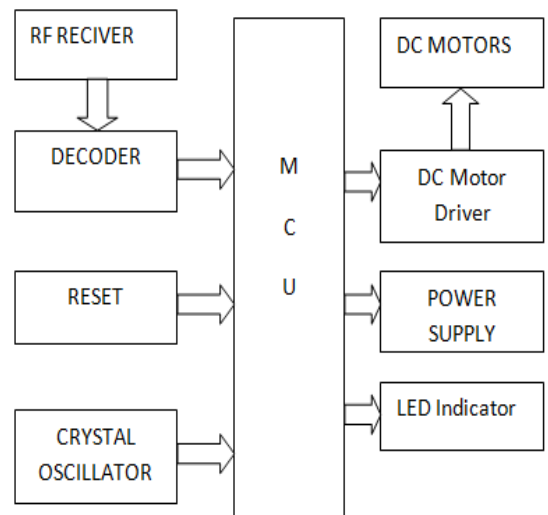 RF RECIVER
DECODER
RESET
CRYSTAL
OSCILLATOR
M
C
U
DC MOTORS
DC Motor
Driver
POWER
SUPPLY
LED Indicator